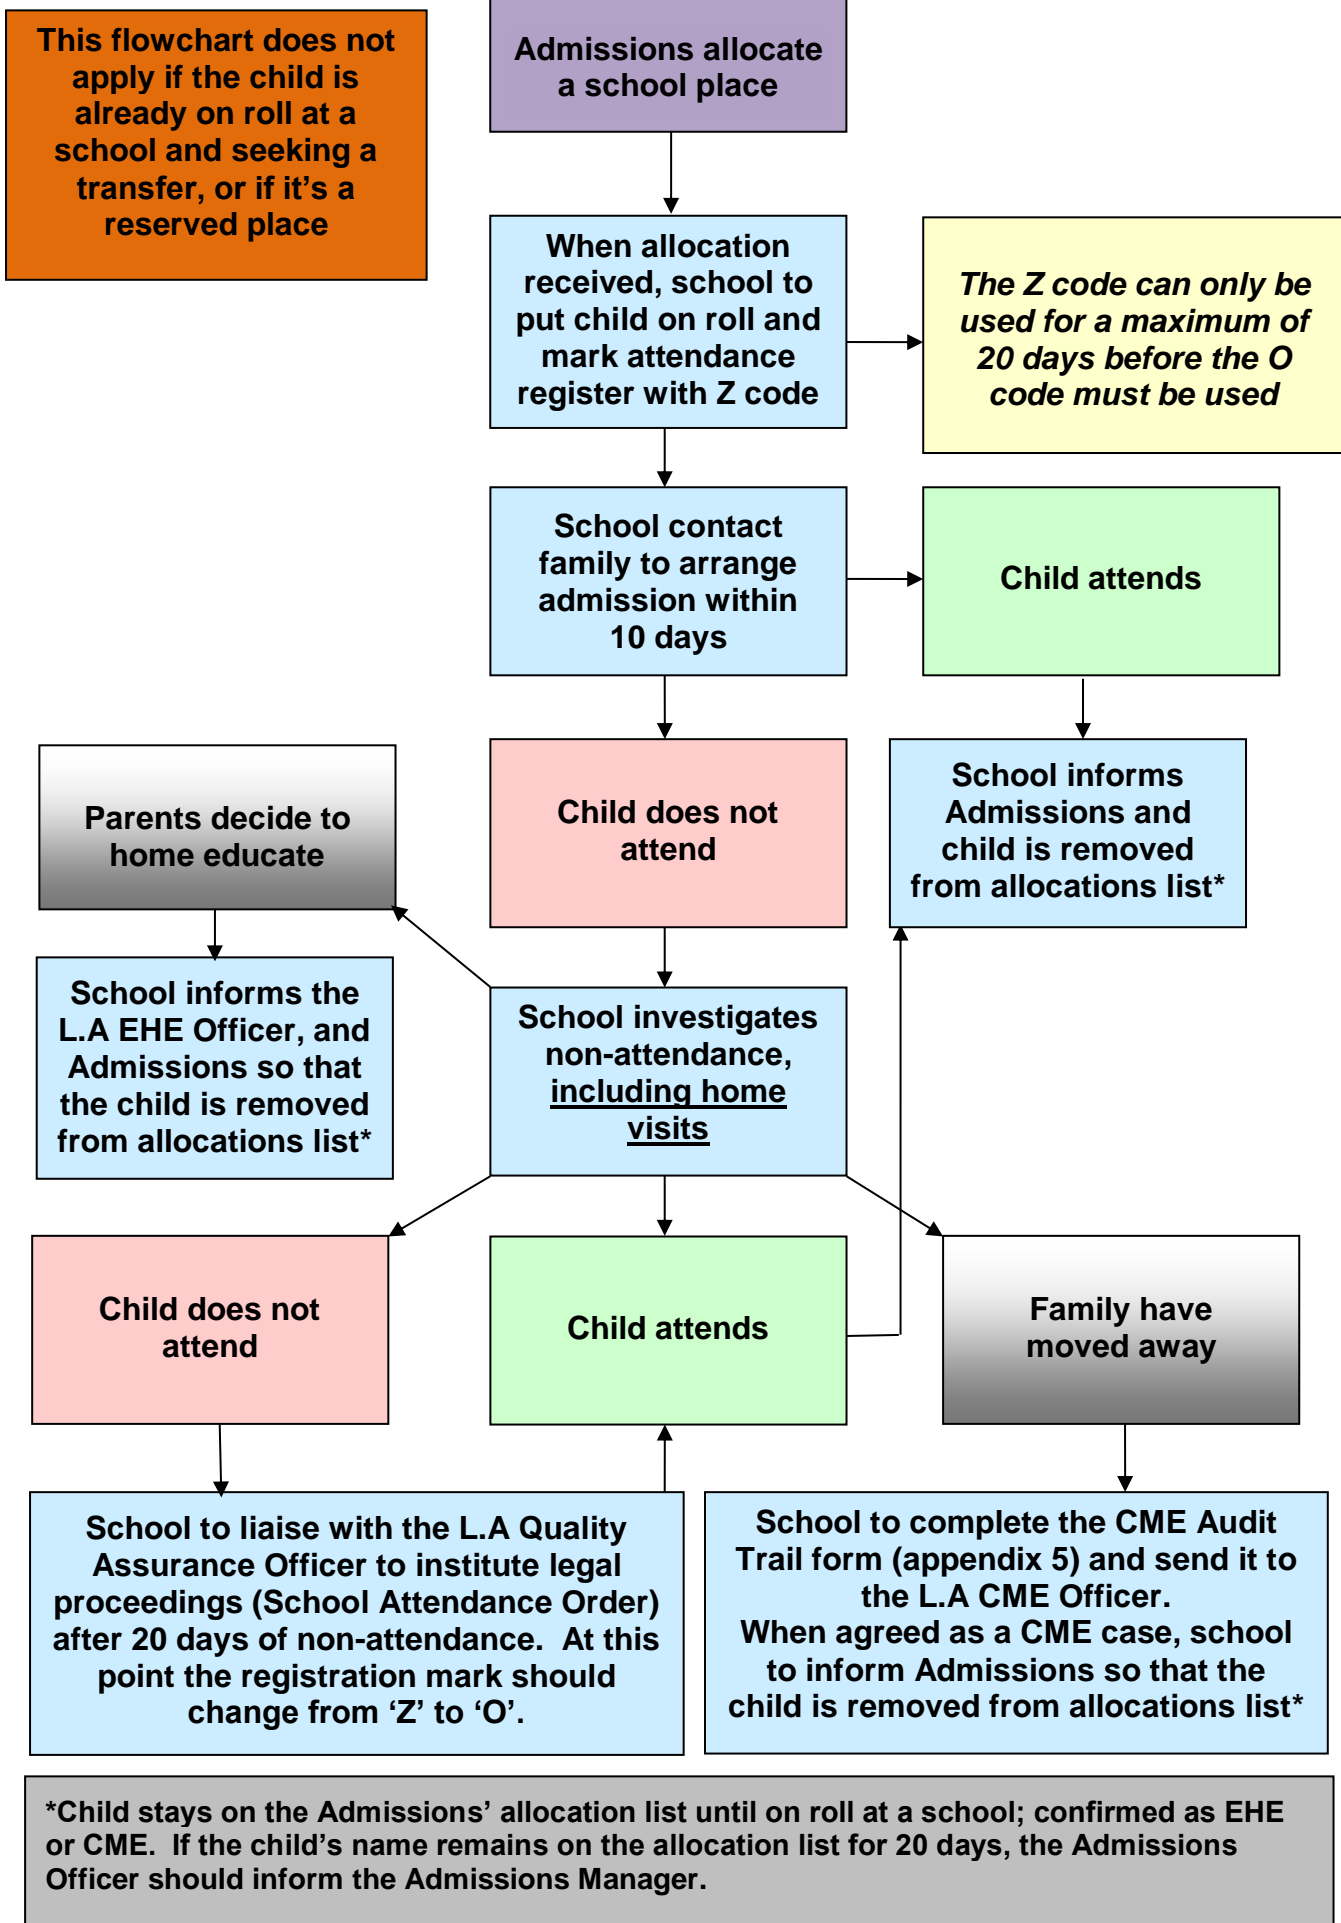 This flowchart does not
apply if the child is
already on roll at a
school and seeking a
transfer, or if it’s a
reserved place
Admissions allocate
a school place
When allocation
received, school to
put child on roll and
mark attendance
register with Z code
The Z code can only be
used for a maximum of
20 days before the O
code must be used
School contact
family to arrange
admission within
10 days
Child attends
Parents decide to
home educate
Child does not
attend
School informs
Admissions and
child is removed
from allocations list*
School informs the
L.A EHE Officer, and
Admissions so that
the child is removed
from allocations list*
School investigates
non-attendance,
including home
visits
Child does not
attend
Child attends
Family have
moved away
School to liaise with the L.A Quality
Assurance Officer to institute legal
proceedings (School Attendance Order)
after 20 days of non-attendance.  At this
point the registration mark should
change from ‘Z’ to ‘O’.
School to complete the CME Audit
Trail form (appendix 5) and send it to
the L.A CME Officer.
When agreed as a CME case, school
to inform Admissions so that the
child is removed from allocations list*
*Child stays on the Admissions’ allocation list until on roll at a school; confirmed as EHE
or CME.  If the child’s name remains on the allocation list for 20 days, the Admissions
Officer should inform the Admissions Manager.